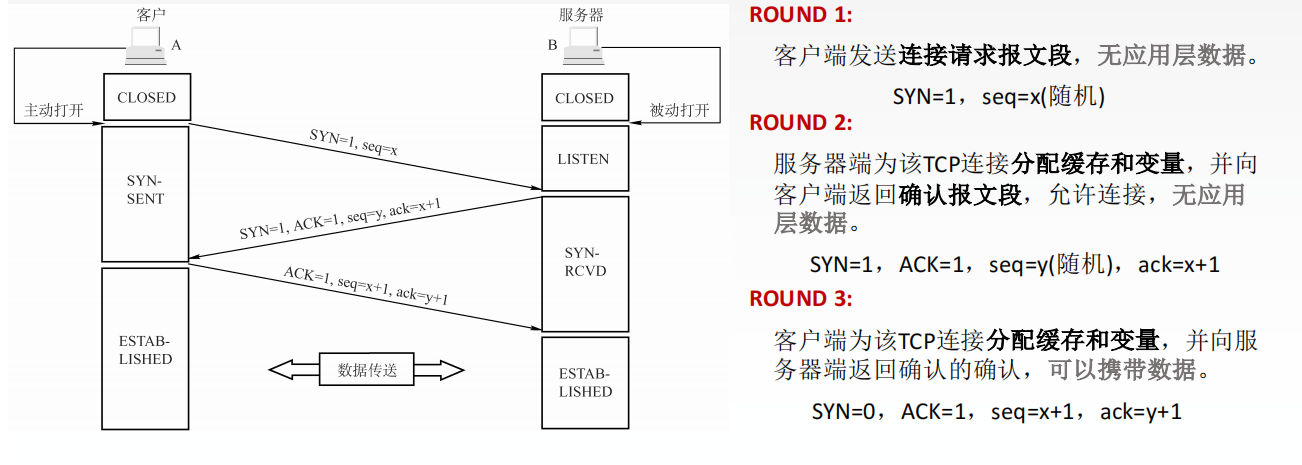 客户
A
主动打开
CLOSED
SYN-
SENT
ESTAB-
LISHED
服务器
B
被动打开
CLOSED
LISTEN
SYN-
RCVD
ESTAB-
LISHED
SYN=1, seq=x
SYN=1, ACK=1, seq=y, ack=x+1
ACK=1, seq=x+1, ack=y+1
数据传送
ROUND 1:
客户端发送连接请求报文段，无应用层数据。
SYN=1，seq=x(随机)
ROUND 2:
服务器端为该TCP连接分配缓存和变量，并向
客户端返回确认报文段，允许连接，无应用
层数据。
SYN=1，ACK=1，seq=y(随机)，ack=x+1
ROUND 3:
客户端为该TCP连接分配缓存和变量，并向服
务器端返回确认的确认，可以携带数据。
SYN=0，ACK=1，seq=x+1，ack=y+1